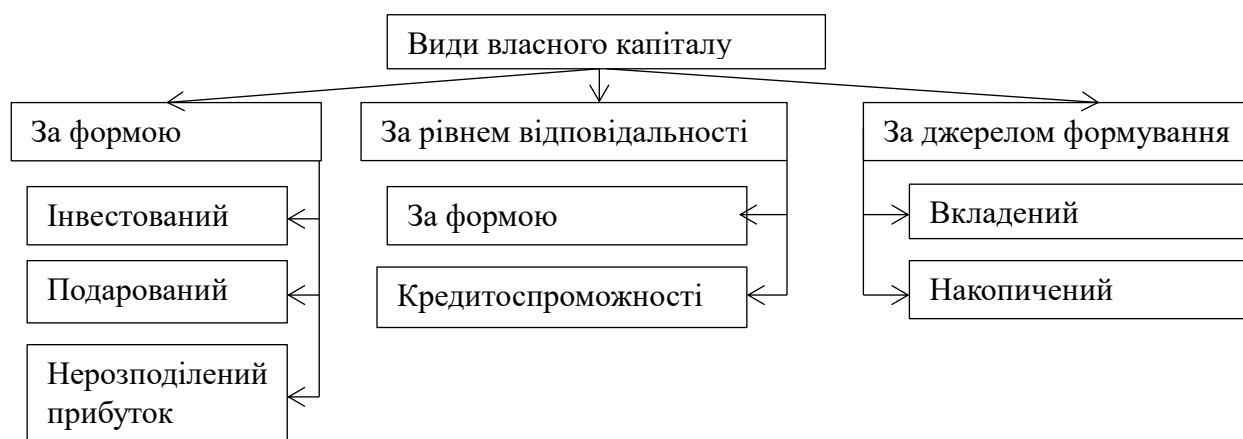 Види власного капіталу
За формою
За рівнем відповідальності
За джерелом формування
Інвестований
За формою
Вкладений
Подарований
Кредитоспроможності
Накопичений
Нерозподілений
прибуток